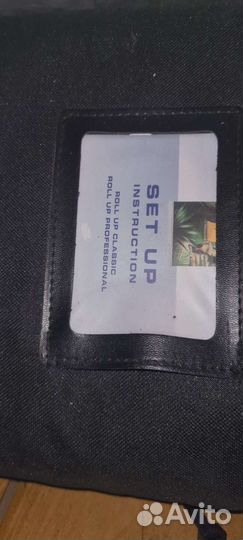 SET UP
INSTRUCTION
ROLL UP CLASSIC
ROLL UP PROFESSIONAL
Avito